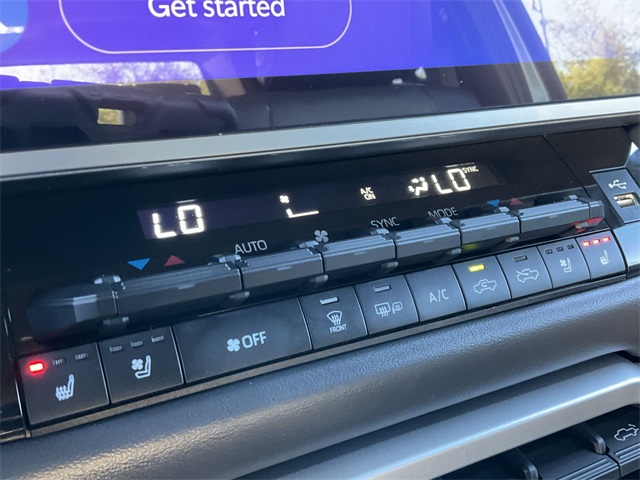 Get started
LO
A/C
ON
LO
SYNC
AUTO
SYNC
MODE
OFF
FRONT
A/C